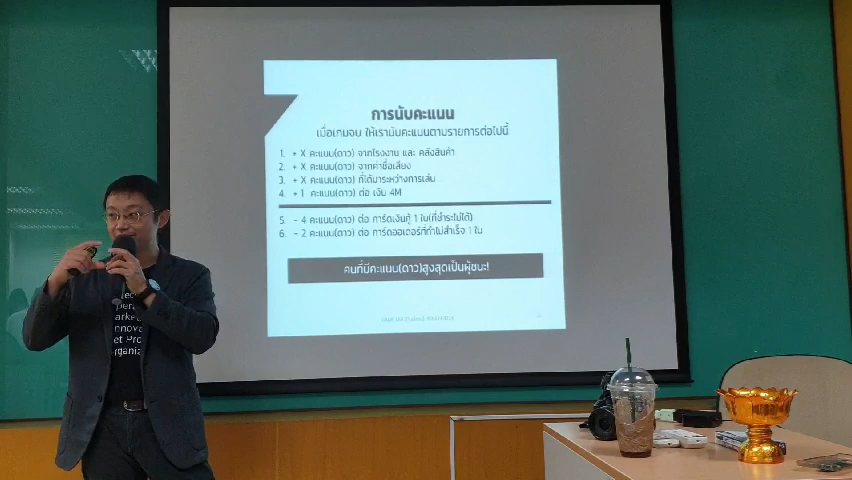 การนับคะแนน
เมื่อเกมจบ ให้เรานับคะแนนตามรายการต่อไปนี้
1. + X คะแนน(ดาว) จากโรงงาน และ คลังสินค้า
2. + X คะแนน(ดาว) จากค่าชื่อเสียง
3. + X คะแนน(ดาว) ที่ได้มาระหว่างการเล่น
4. + 1 คะแนน(ดาว) ต่อ เงิน 4M
5. – 4 คะแนน(ดาว) ต่อ การ์ดเงินกู้ 1 ใบ(ที่ชำระไม่ได้)
6. – 2 คะแนน(ดาว) ต่อ การ์ดออเดอร์ที่ทำไม่สำเร็จ 1 ใบ
คนที่มีคะแนน(ดาว)สูงสุดเป็นผู้ชนะ!